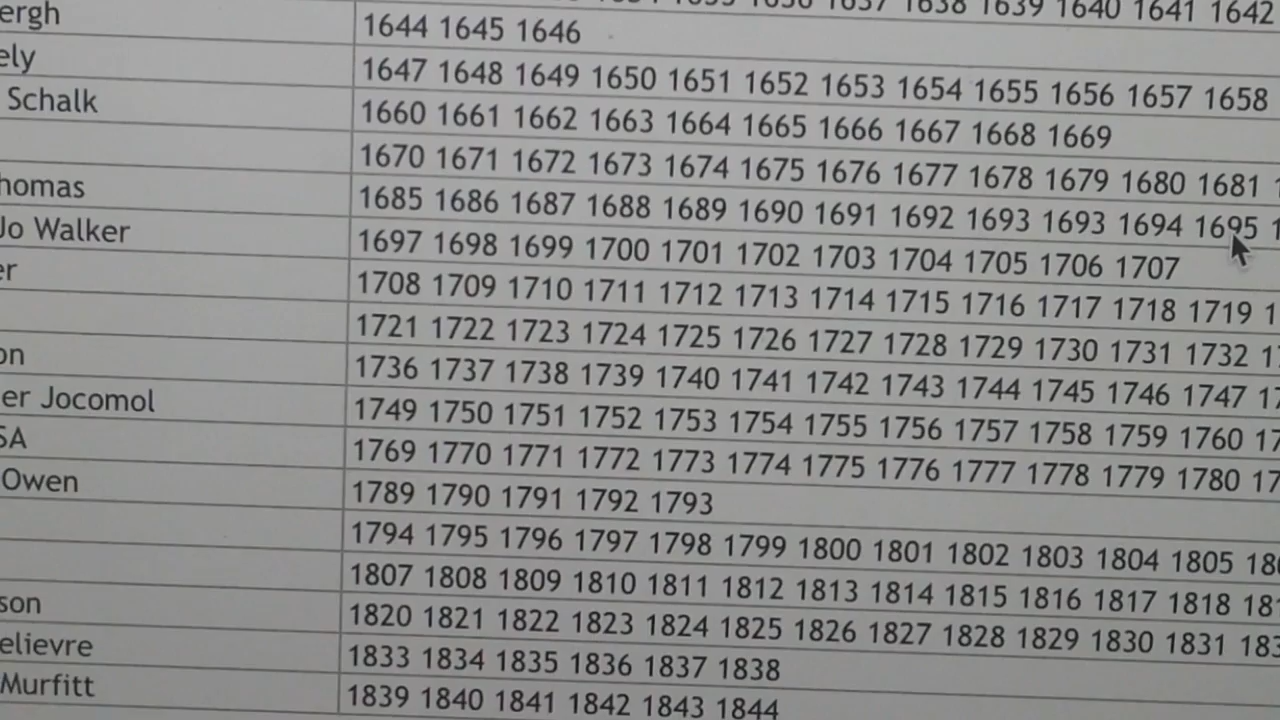 1637 1638 1639 1640 1641 1642
ergh 1644 1645 1646
ely 1647 1648 1649 1650 1651 1652 1653 1654 1655 1656 1657 1658
Schalk 1660 1661 1662 1663 1664 1665 1666 1667 1668 1669
1670 1671 1672 1673 1674 1675 1676 1677 1678 1679 1680 1681
homas 1685 1686 1687 1688 1689 1690 1691 1692 1693 1693 1694 1695
Jo Walker 1697 1698 1699 1700 1701 1702 1703 1704 1705 1706 1707
er 1708 1709 1710 1711 1712 1713 1714 1715 1716 1717 1718 1719
1721 1722 1723 1724 1725 1726 1727 1728 1729 1730 1731 1732
on 1736 1737 1738 1739 1740 1741 1742 1743 1744 1745 1746 1747
er Jocomol 1749 1750 1751 1752 1753 1754 1755 1756 1757 1758 1759 1760
SA 1769 1770 1771 1772 1773 1774 1775 1776 1777 1778 1779 1780
Owen 1789 1790 1791 1792 1793
1794 1795 1796 1797 1798 1799 1800 1801 1802 1803 1804 1805
1807 1808 1809 1810 1811 1812 1813 1814 1815 1816 1817 1818
son 1820 1821 1822 1823 1824 1825 1826 1827 1828 1829 1830 1831
elievre 1833 1834 1835 1836 1837 1838
Murfitt 1839 1840 1841 1842 1843 1844